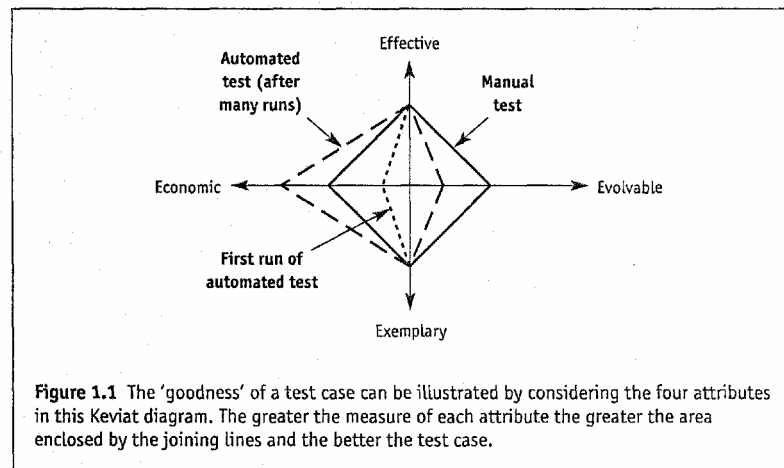 Effective
Automated
test (after
many runs)
Manual
test
Economic
Evolvable
First run of
automated test
Exemplary
Figure 1.1 The 'goodness' of a test case can be illustrated by considering the four attributes
in this Keviat diagram. The greater the measure of each attribute the greater the area
enclosed by the joining lines and the better the test case.